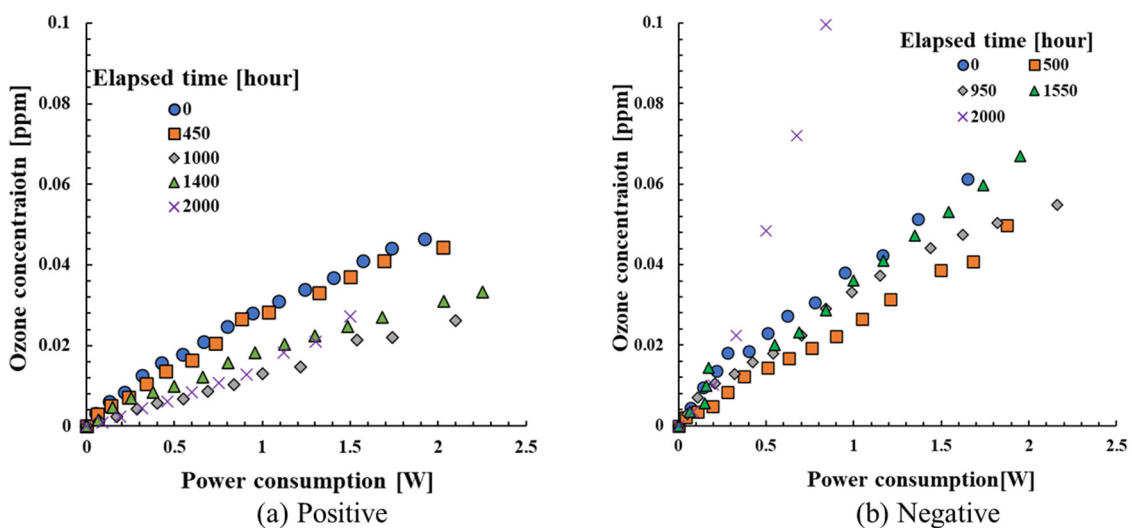 0.1
0.08
0.06
0.04
0.02
0
Ozone concentraiotn [ppm]
Elapsed time [hour]
0
450
1000
1400
2000
0 0.5 1 1.5 2 2.5
Power consumption [W]
(a) Positive
0.1
0.08
0.06
0.04
0.02
0
Ozone concentraiotn [ppm]
Elapsed time [hour]
0 500
950 1550
2000
0 0.5 1 1.5 2 2.5
Power consumption[W]
(b) Negative